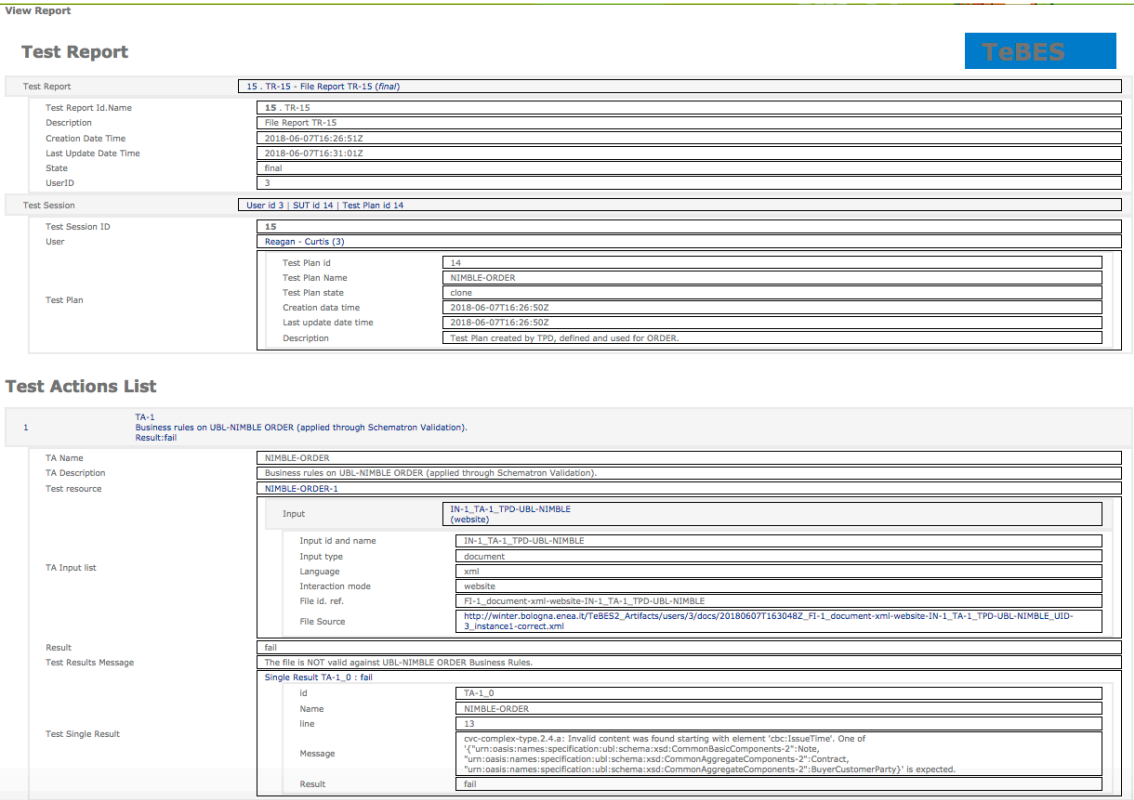 View Report
Test Report
TeBES
Test Report 15 . TR-15 - File Report TR-15 (final)
Test Report Id.Name 15 . TR-15
Description File Report TR-15
Creation Date Time 2018-06-07T16:26:51Z
Last Update Date Time 2018-06-07T16:31:01Z
State final
UserID 3
Test Session User id 3 | SUT id 14 | Test Plan id 14
Test Session ID 15
User Reagan - Curtis (3)
Test Plan
Test Plan id 14
Test Plan Name NIMBLE-ORDER
Test Plan state clone
Creation data time 2018-06-07T16:26:50Z
Last update date time 2018-06-07T16:26:50Z
Description Test Plan created by TPD, defined and used for ORDER.
Test Actions List
1
TA-1
Business rules on UBL-NIMBLE ORDER (applied through Schematron Validation).
Result:fail
TA Name NIMBLE-ORDER
TA Description Business rules on UBL-NIMBLE ORDER (applied through Schematron Validation).
Test resource NIMBLE-ORDER-1
TA Input list
Input IN-1_TA-1_TPD-UBL-NIMBLE
(website)
Input id and name IN-1_TA-1_TPD-UBL-NIMBLE
Input type document
Language xml
Interaction mode website
File id. ref. FI-1_document-xml-website-IN-1_TA-1_TPD-UBL-NIMBLE
File Source http://winter.bologna.enea.it/TeBES2_Artifacts/users/3/docs/20180607T163048Z_FI-1_document-xml-website-IN-1_TA-1_TPD-UBL-NIMBLE_UID-
3_instance1-correct.xml
Result fail
Test Results Message The file is NOT valid against UBL-NIMBLE ORDER Business Rules.
Test Single Result
Single Result TA-1_0 : fail
id TA-1_0
Name NIMBLE-ORDER
line 13
Message cvc-complex-type.2.4.a: Invalid content was found starting with element 'cbc:IssueTime'. One of
'{"urn:oasis:names:specification:ubl:schema:xsd:CommonBasicComponents-2":Note,
"urn:oasis:names:specification:ubl:schema:xsd:CommonAggregateComponents-2":Contract,
"urn:oasis:names:specification:ubl:schema:xsd:CommonAggregateComponents-2":BuyerCustomerParty}' is expected.
Result fail